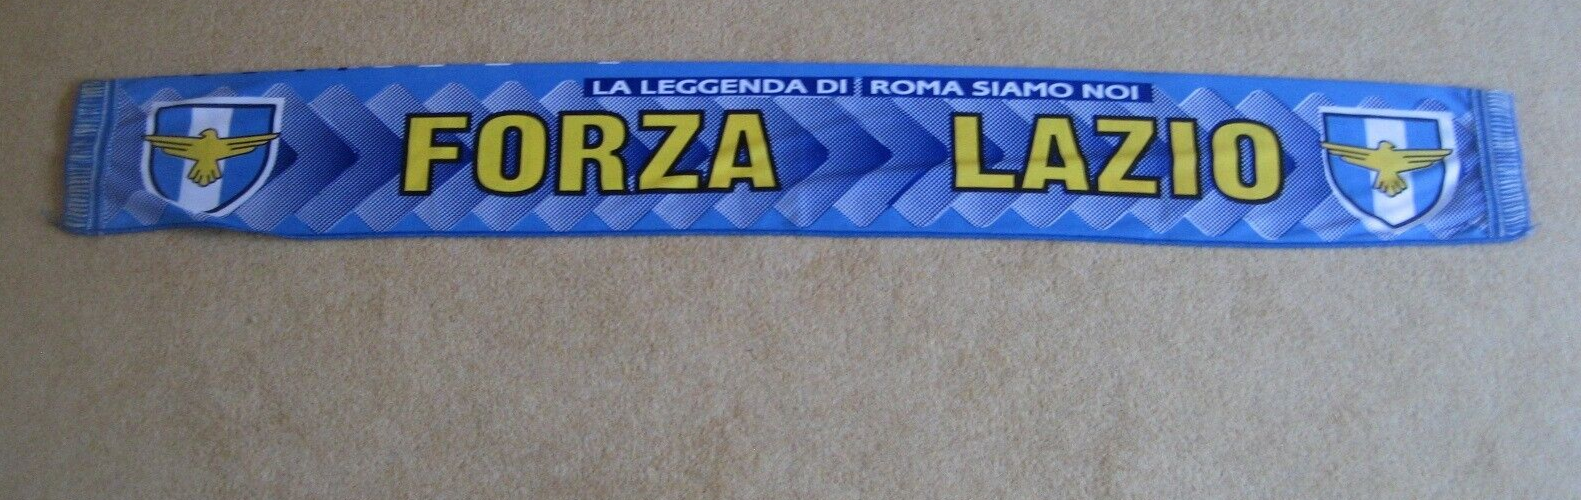 LA LEGGENDA DI ROMA SIAMO NOI
FORZA LAZIO